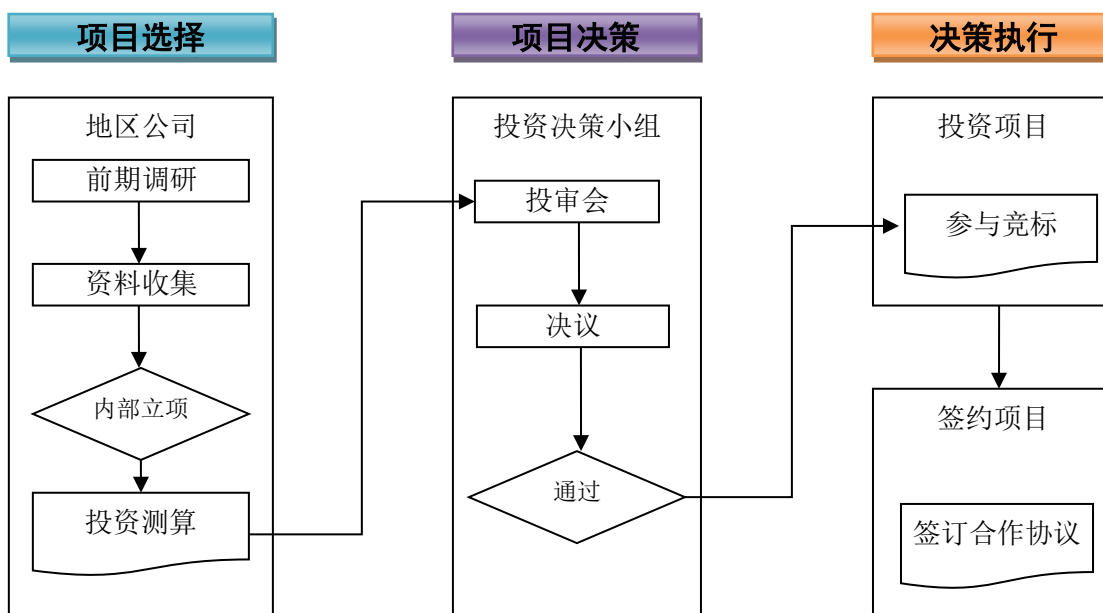 项目选择
项目决策
决策执行
地区公司
前期调研
资料收集
内部立项
投资测算
投资决策小组
投审会
决议
通过
投资项目
参与竞标
签约项目
签订合作协议